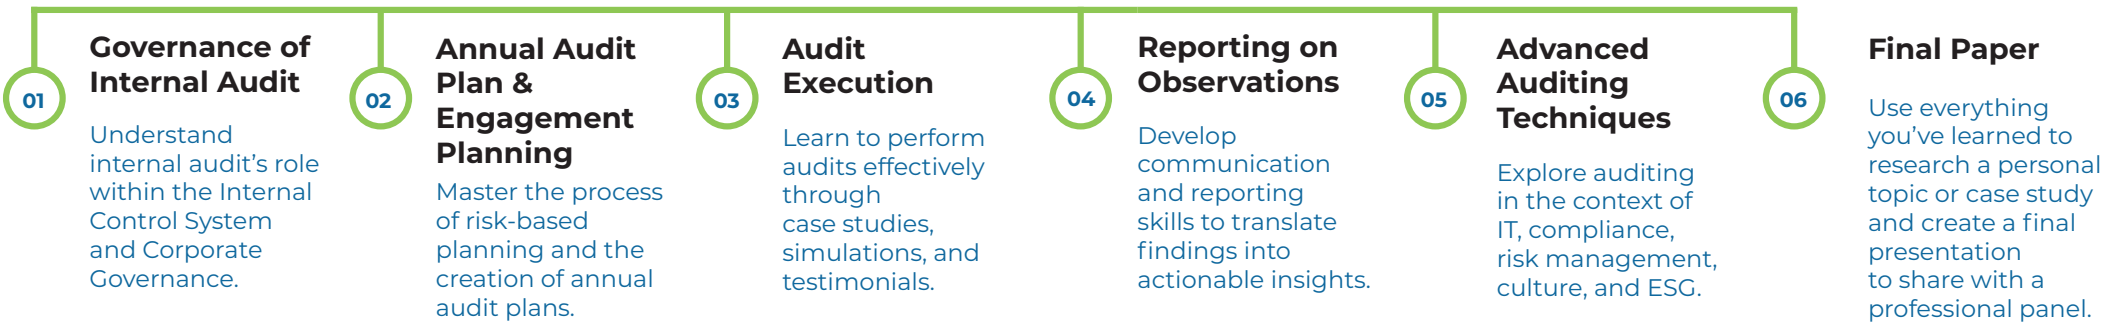 01
Governance of
Internal Audit
Understand
internal audit’s role
within the Internal
Control System
and Corporate
Governance.
02
Annual Audit
Plan &
Engagement
Planning
Master the process
of risk-based
planning and the
creation of annual
audit plans.
03
Audit
Execution
Learn to perform
audits effectively
through
case studies,
simulations, and
testimonials.
04
Reporting on
Observations
Develop
communication
and reporting
skills to translate
findings into
actionable insights.
05
Advanced
Auditing
Techniques
Explore auditing
in the context of
IT, compliance,
risk management,
culture, and ESG.
06
Final Paper
Use everything
you’ve learned to
research a personal
topic or case study
and create a final
presentation
to share with a
professional panel.